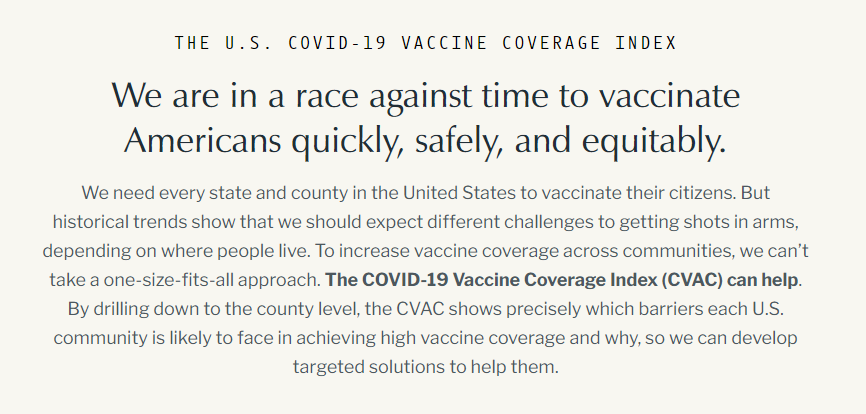 THE U.S. COVID-19 VACCINE COVERAGE INDEX
We are in a race against time to vaccinate
Americans quickly, safely, and equitably.
We need every state and county in the United States to vaccinate their citizens. But
historical trends show that we should expect different challenges to getting shots in arms,
depending on where people live. To increase vaccine coverage across communities, we can't
take a one-size-fits-all approach. The COVID-19 Vaccine Coverage Index (CVAC) can help.
By drilling down to the county level, the CVAC shows precisely which barriers each U.S.
community is likely to face in achieving high vaccine coverage and why, so we can develop
targeted solutions to help them.